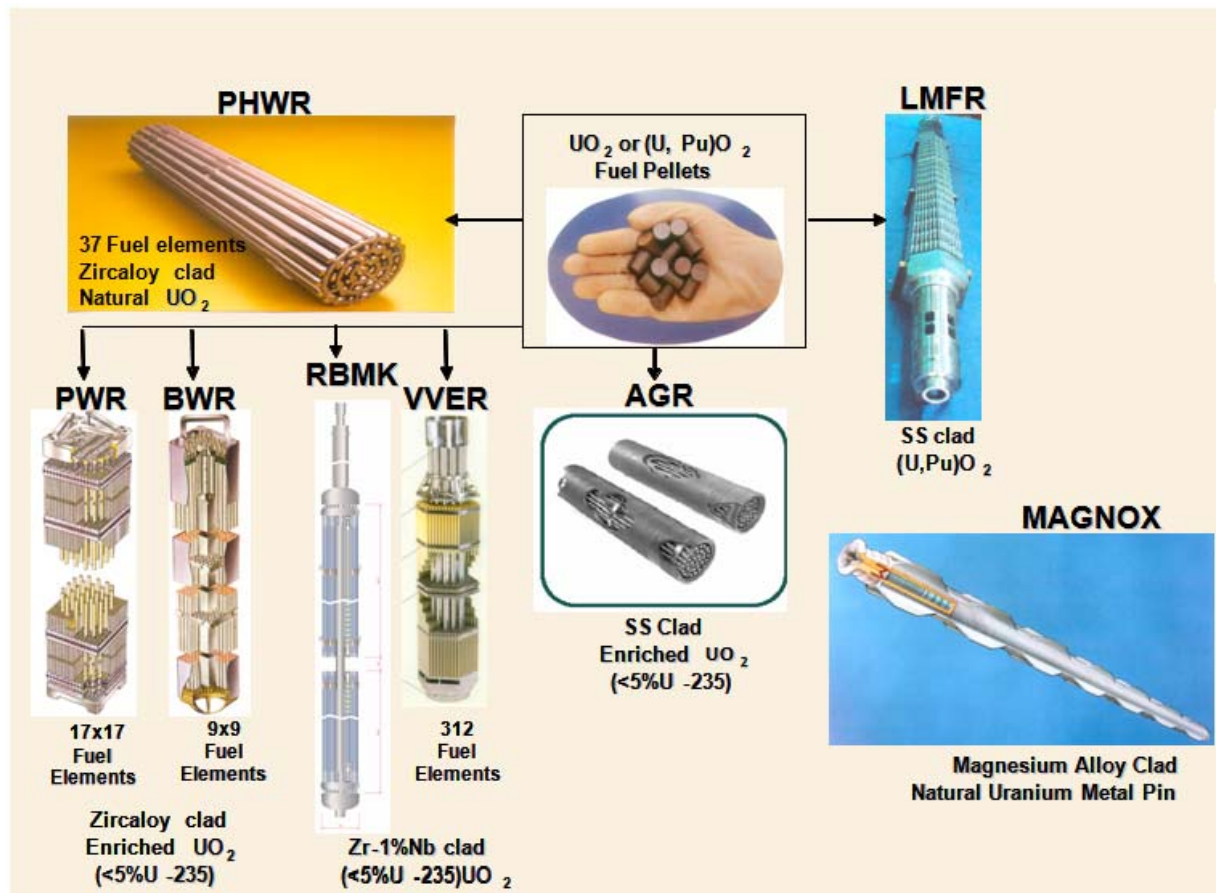 PHWR
37 Fuel elements
Zircaloy clad
Natural UO2
UO2 or (U, Pu)O2
Fuel Pellets
LMFR
SS clad
(U,Pu)O2
PWR
17x17
Fuel
Elements
BWR
9x9
Fuel
Elements
Zircaloy clad
Enriched UO2
(<5%U -235)
RBMK
VVER
312
Fuel
Elements
Zr-1%Nb clad
(<5%U -235)UO2
AGR
SS Clad
Enriched UO2
(<5%U -235)
MAGNOX
Magnesium Alloy Clad
Natural Uranium Metal Pin